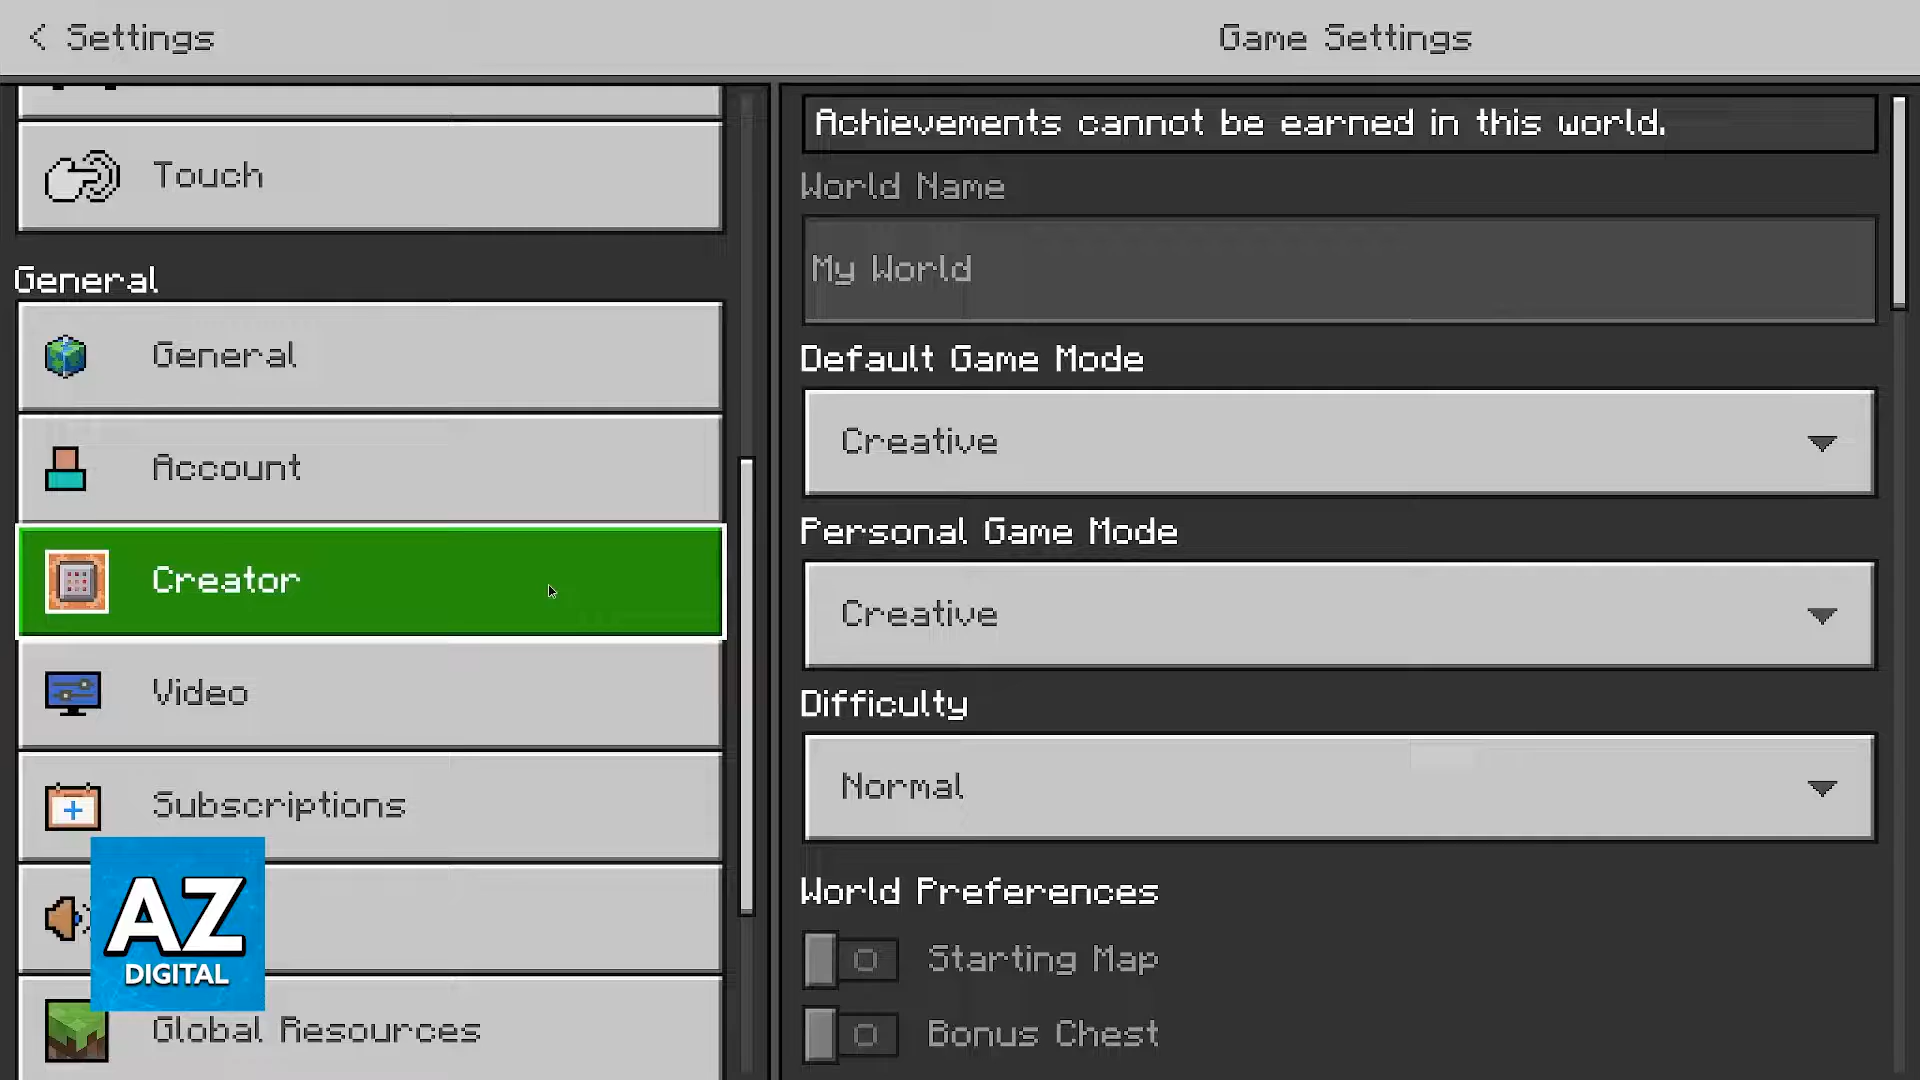 < Settings
Game Settings
Touch
General
General
Account
Creator
Video
Subscriptions
Global Resources
AZ
DIGITAL
Achievements cannot be earned in this world.
World Name
My World
Default Game Mode
Creative
Personal Game Mode
Creative
Difficulty
Normal
World Preferences
Starting Map
Bonus Chest